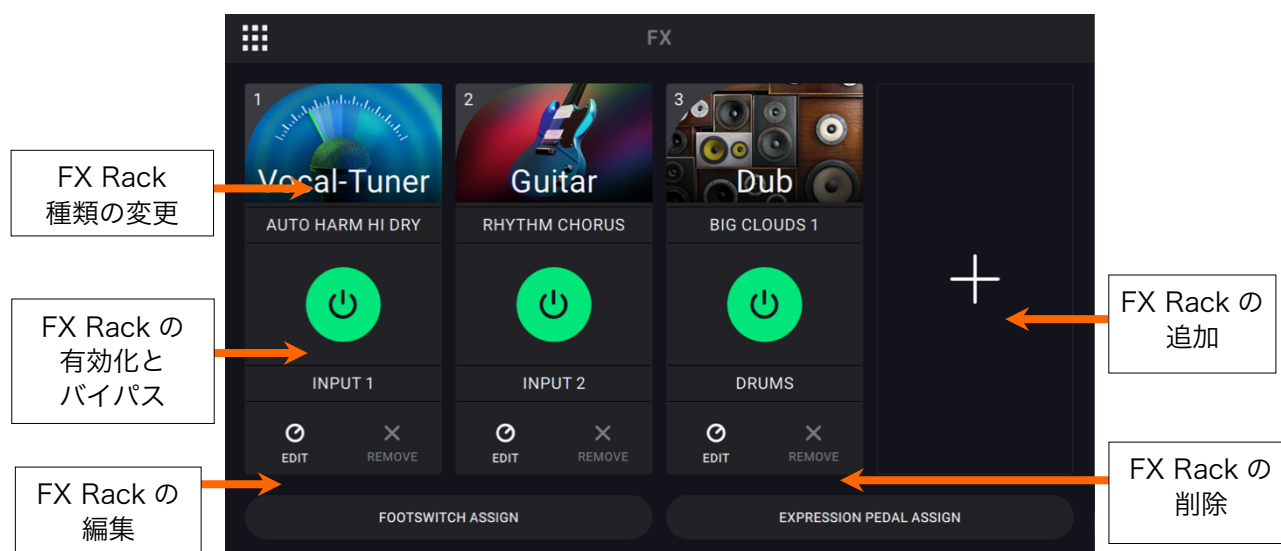 FX
1
2
3
Vocal-Tuner
Guitar
Dub
AUTO HARM HI DRY
RHYTHM CHORUS
BIG CLOUDS 1
INPUT 1
INPUT 2
DRUMS
EDIT
REMOVE
EDIT
REMOVE
EDIT
REMOVE
FOOTSWITCH ASSIGN
EXPRESSION PEDAL ASSIGN
FX Rack
種類の変更
FX Rack の
有効化と
バイパス
FX Rack の
編集
FX Rack の
追加
FX Rack の
削除